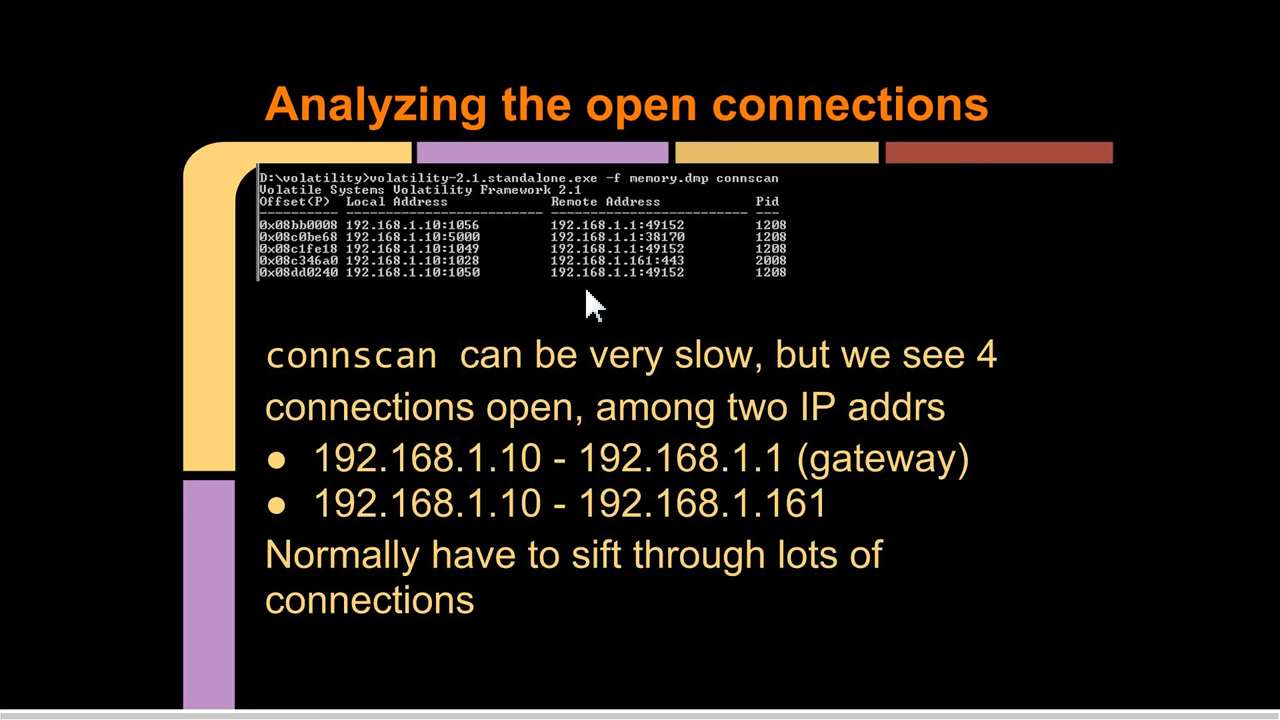 Analyzing the open connections
D:\volatility>volatility-2.1.standalone.exe -f memory.dmp connscan
Volatile Systems Volatility Framework 2.1
Offset(P)  Local Address             Remote Address            Pid
---------- ------------------------- ------------------------- ---
0x08bb0008 192.168.1.10:1056         192.168.1.1:49152         1208
0x08c0be68 192.168.1.10:5000         192.168.1.1:38170         1208
0x08c1fe18 192.168.1.10:1049         192.168.1.1:49152         1208
0x08c346a0 192.168.1.10:1028         192.168.1.161:443         2008
0x08dd0240 192.168.1.10:1050         192.168.1.1:49152         1208
connscan can be very slow, but we see 4
connections open, among two IP addrs
● 192.168.1.10 - 192.168.1.1 (gateway)
● 192.168.1.10 - 192.168.1.161
Normally have to sift through lots of
connections